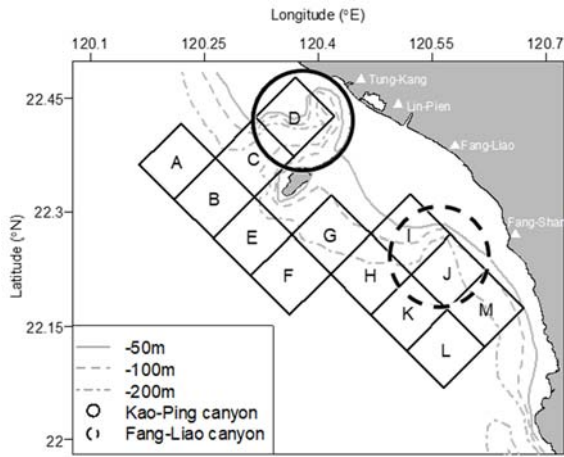 Longitude (°E)
120.1 120.25 120.4 120.55 120.7
Latitude (°N)
22.45
22.3
22.15
22
Tung-Kang
Lin-Pien
Fang-Liao
Fang-Shan
D
A
C
B
E
G
I
F
H
J
K
M
L
-50m
-100m
-200m
Kao-Ping canyon
Fang-Liao canyon